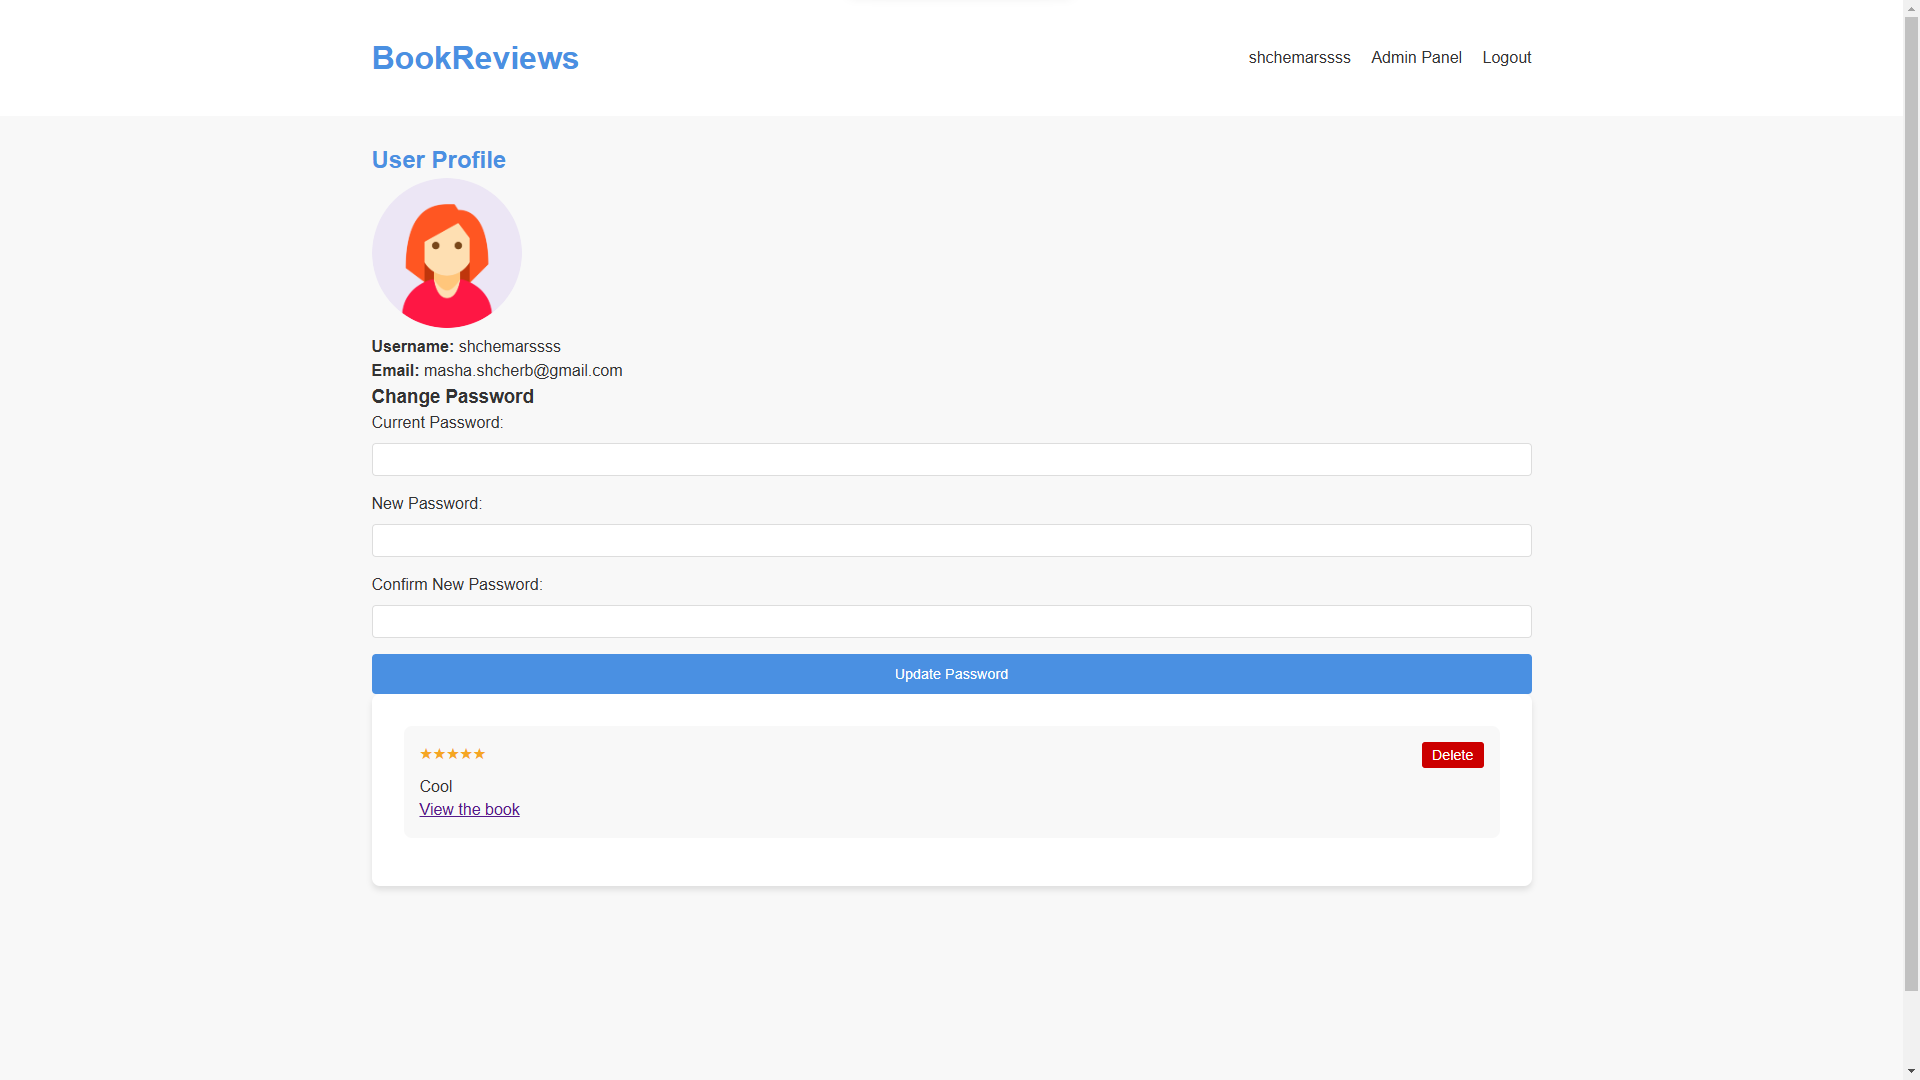 BookReviews
shchemarssss Admin Panel Logout
User Profile
Username: shchemarssss
Email: masha.shcherb@gmail.com
Change Password
Current Password:
New Password:
Confirm New Password:
Update Password
★★★★★ Delete
Cool
View the book